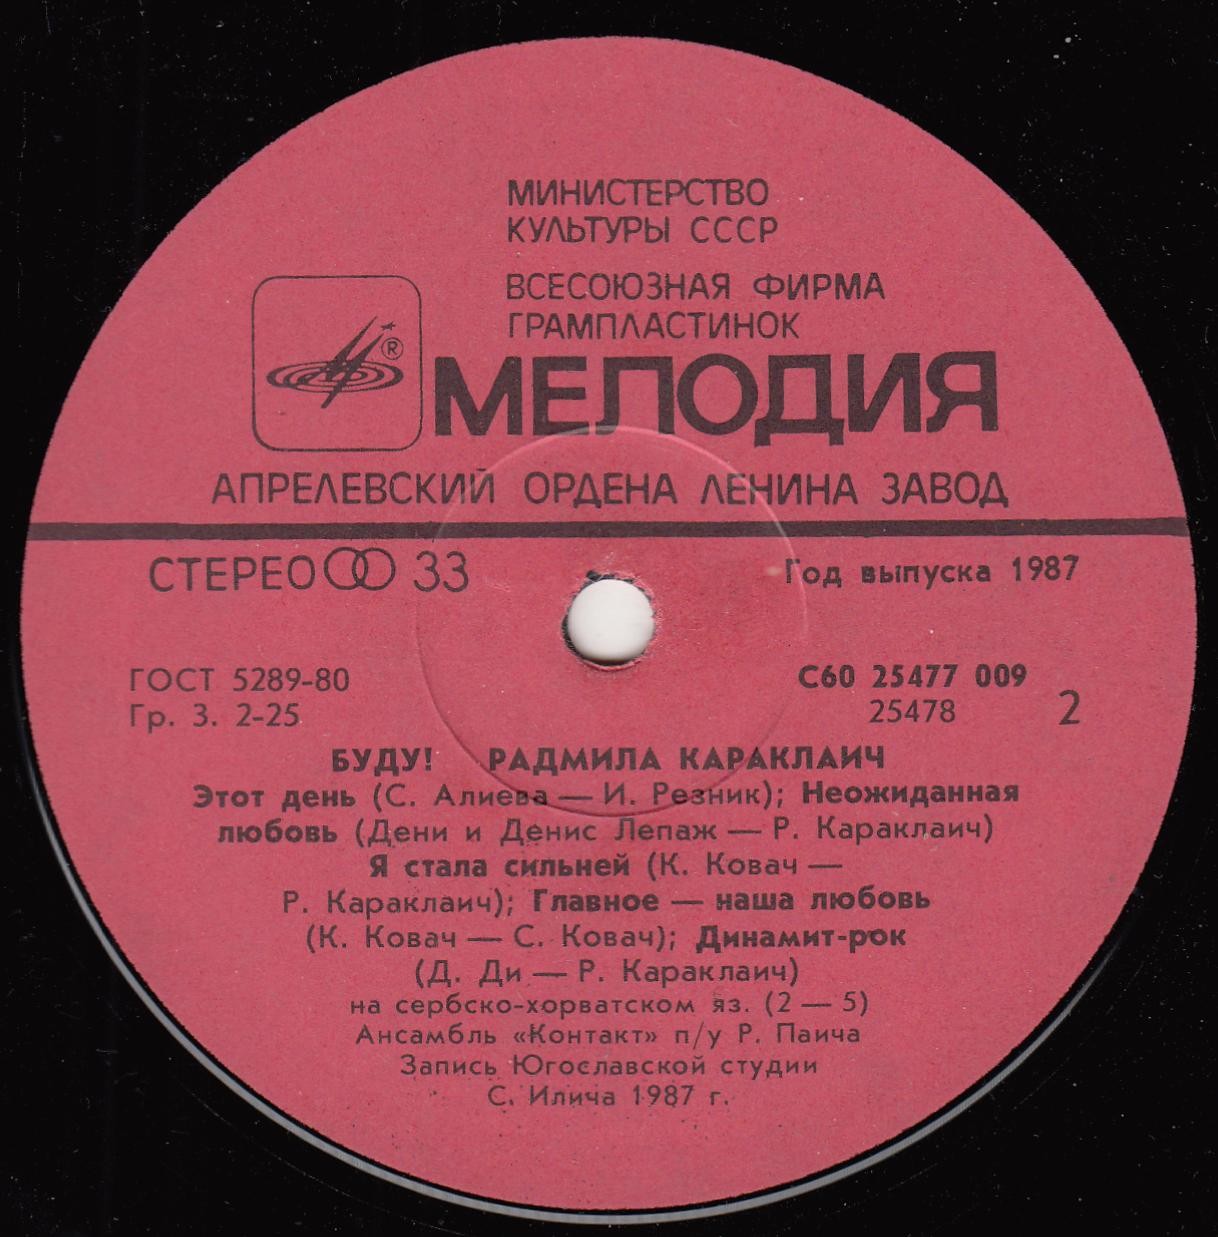 МИНИСТЕРСТВО
КУЛЬТУРЫ СССР
ВСЕСОЮЗНАЯ ФИРМА
ГРАМПЛАСТИНОК
®
МЕЛОДИЯ
АПРЕЛЕВСКИЙ ОРДЕНА ЛЕНИНА ЗАВОД
СТЕРЕО 33
Год выпуска 1987
ГОСТ 5289-80
Гр. 3. 2-25
С60 25477 009
25478 2
БУДУ! РАДМИЛА КАРАКЛАИЧ
Этот день (С. Алиева — И. Резник); Неожиданная
любовь (Дени и Денис Лепаж — Р. Караклаич)
Я стала сильней (К. Ковач —
Р. Караклаич); Главное — наша любовь
(К. Ковач — С. Ковач); Динамит-рок
(Д. Ди — Р. Караклаич)
на сербско-хорватском яз. (2 — 5)
Ансамбль «Контакт» п/у Р. Паича
Запись Югославской студии
С. Илича 1987 г.